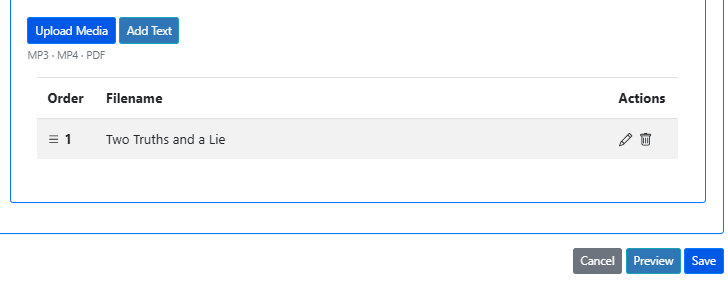 Upload Media Add Text
MP3 • MP4 • PDF
Order Filename Actions
1 Two Truths and a Lie
Cancel Preview Save